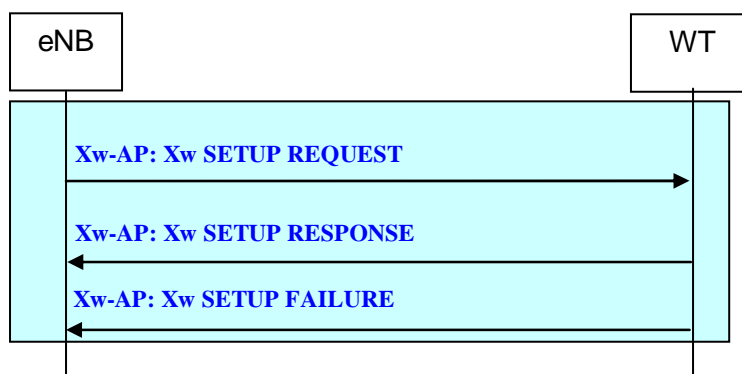 eNB
WT
Xw-AP: Xw SETUP REQUEST
Xw-AP: Xw SETUP RESPONSE
Xw-AP: Xw SETUP FAILURE